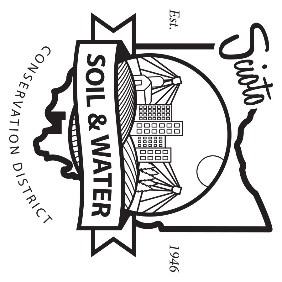 Scioto
Est. 1946
SOIL & WATER
CONSERVATION DISTRICT